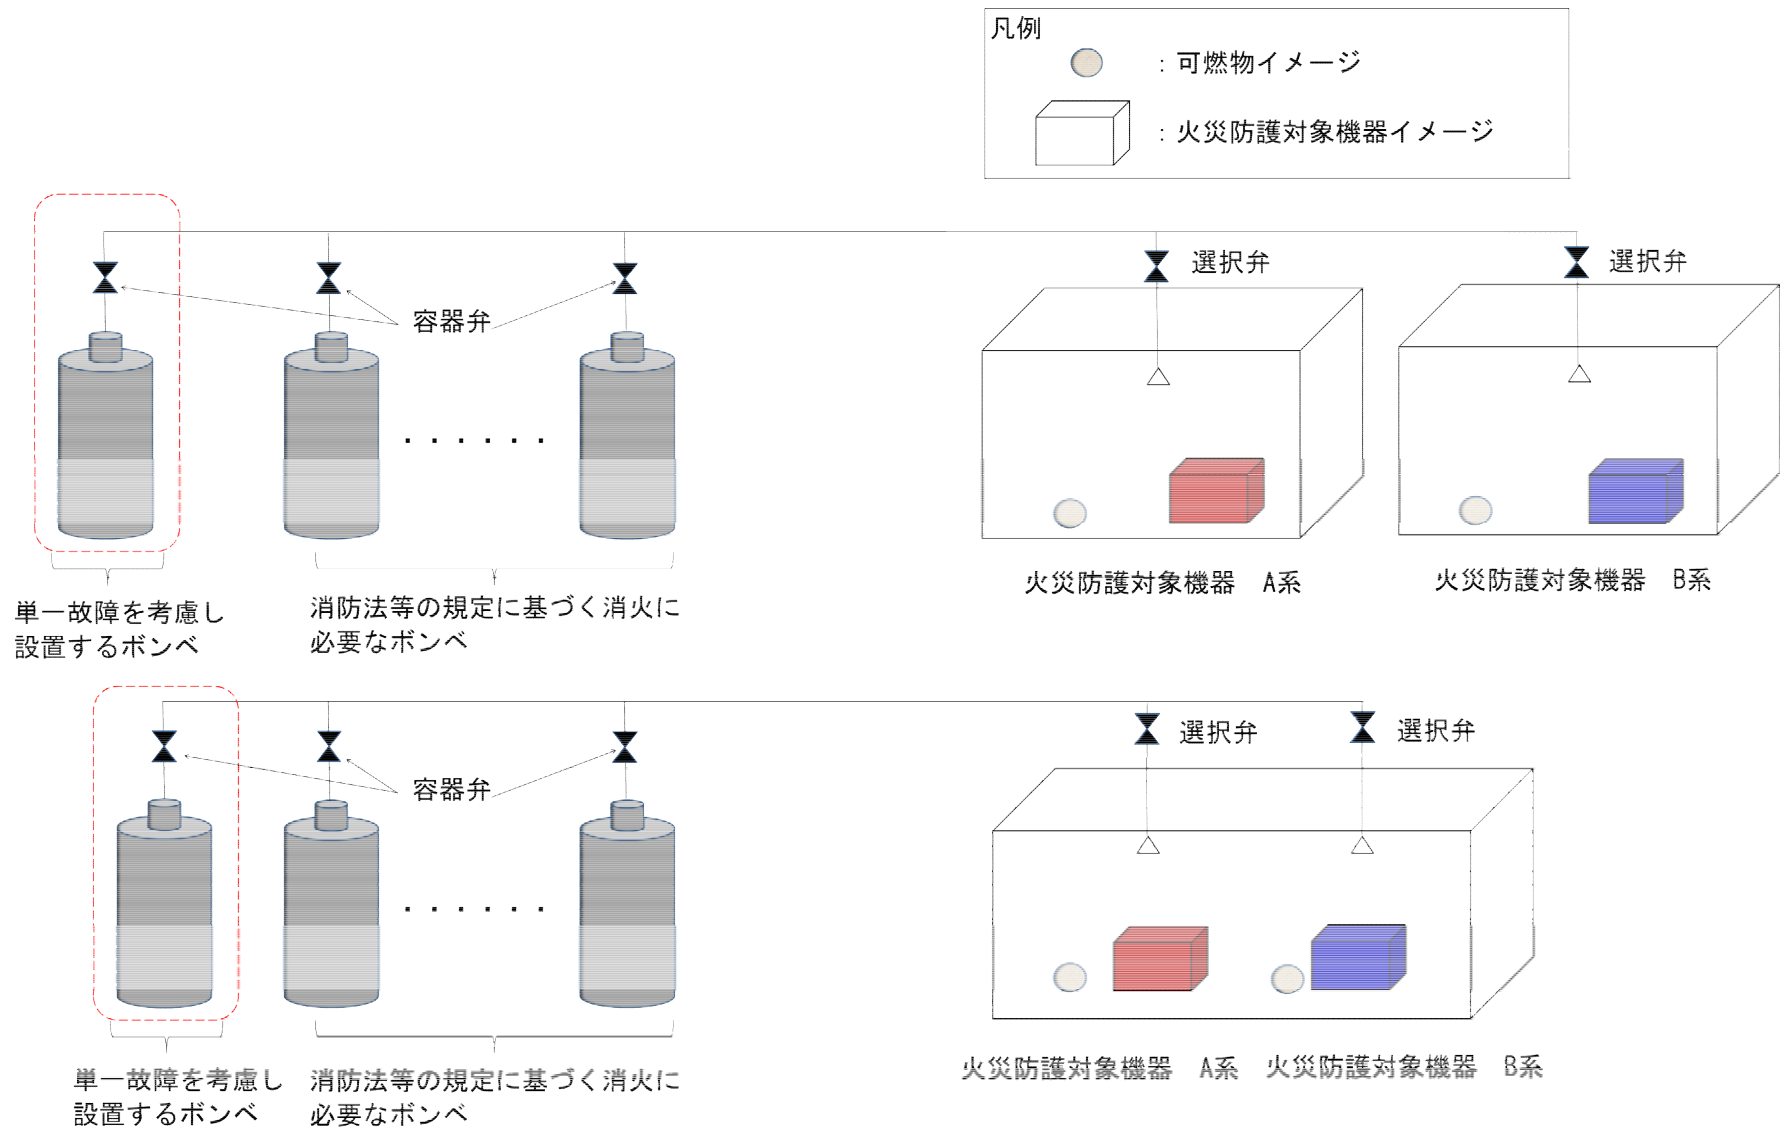 凡例
：可燃物イメージ
：火災防護対象機器イメージ
選択弁
選択弁
容器弁
・・・・・・
火災防護対象機器　A系
火災防護対象機器　B系
単一故障を考慮し
設置するボンベ
消防法等の規定に基づく消火に
必要なボンベ
選択弁
選択弁
容器弁
・・・・・・
火災防護対象機器　A系
火災防護対象機器　B系
単一故障を考慮し
設置するボンベ
消防法等の規定に基づく消火に
必要なボンベ